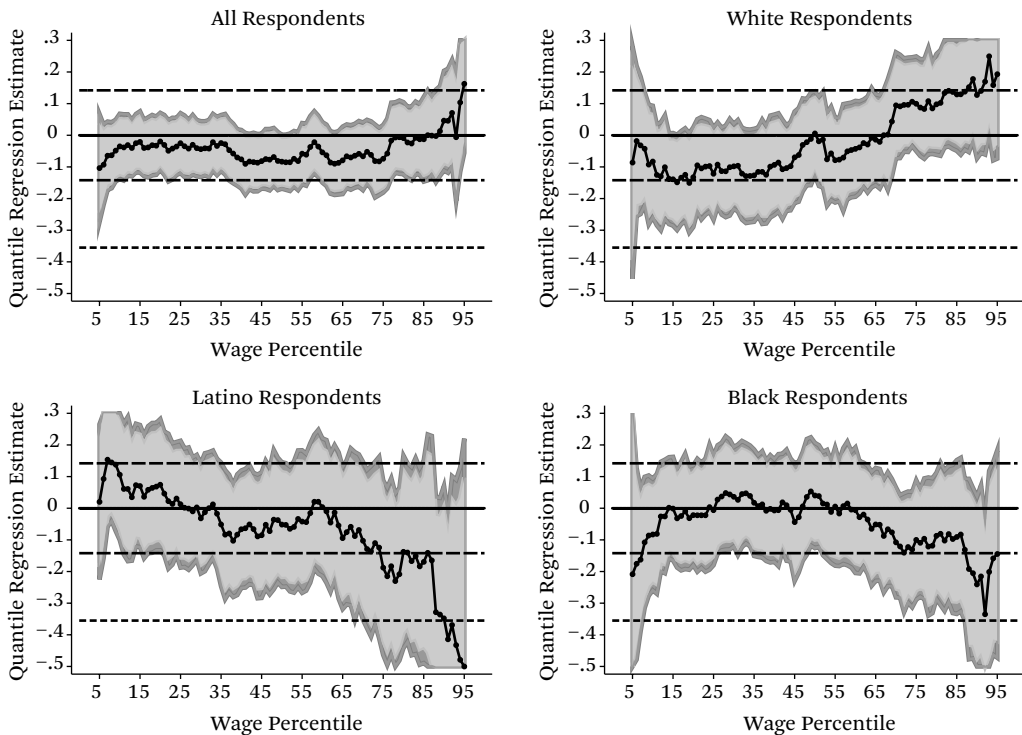 All Respondents
Quantile Regression Estimate
.3
.2
.1
0
−.1
−.2
−.3
−.4
−.5
5 15 25 35 45 55 65 75 85 95
Wage Percentile
White Respondents
Quantile Regression Estimate
.3
.2
.1
0
−.1
−.2
−.3
−.4
−.5
5 15 25 35 45 55 65 75 85 95
Wage Percentile
Latino Respondents
Quantile Regression Estimate
.3
.2
.1
0
−.1
−.2
−.3
−.4
−.5
5 15 25 35 45 55 65 75 85 95
Wage Percentile
Black Respondents
Quantile Regression Estimate
.3
.2
.1
0
−.1
−.2
−.3
−.4
−.5
5 15 25 35 45 55 65 75 85 95
Wage Percentile